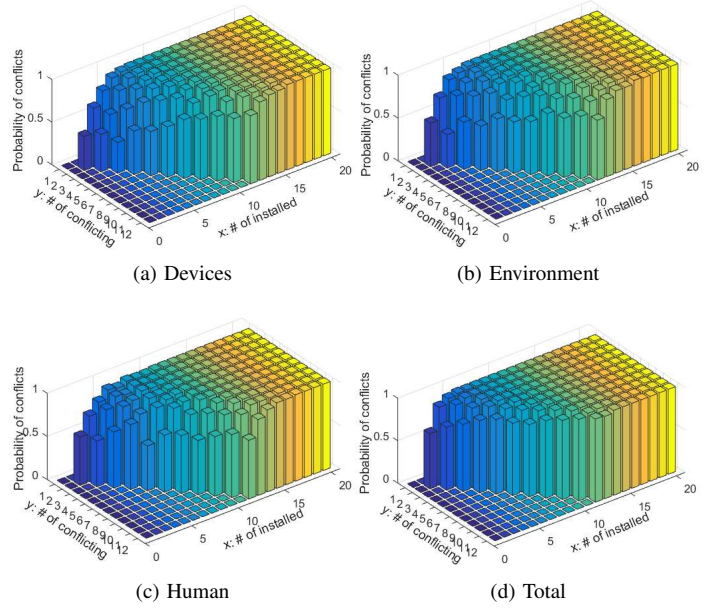 1
0.5
0
Probability of conflicts
1 2 3 4 5 6 7 8 9 10 11 12
y: # of conflicting
0 5 10 15 20
x: # of installed
(a) Devices
1
0.5
0
Probability of conflicts
1 2 3 4 5 6 7 8 9 10 11 12
y: # of conflicting
0 5 10 15 20
x: # of installed
(b) Environment
1
0.5
0
Probability of conflicts
1 2 3 4 5 6 7 8 9 10 11 12
y: # of conflicting
0 5 10 15 20
x: # of installed
(c) Human
1
0.5
0
Probability of conflicts
1 2 3 4 5 6 7 8 9 10 11 12
y: # of conflicting
0 5 10 15 20
x: # of installed
(d) Total